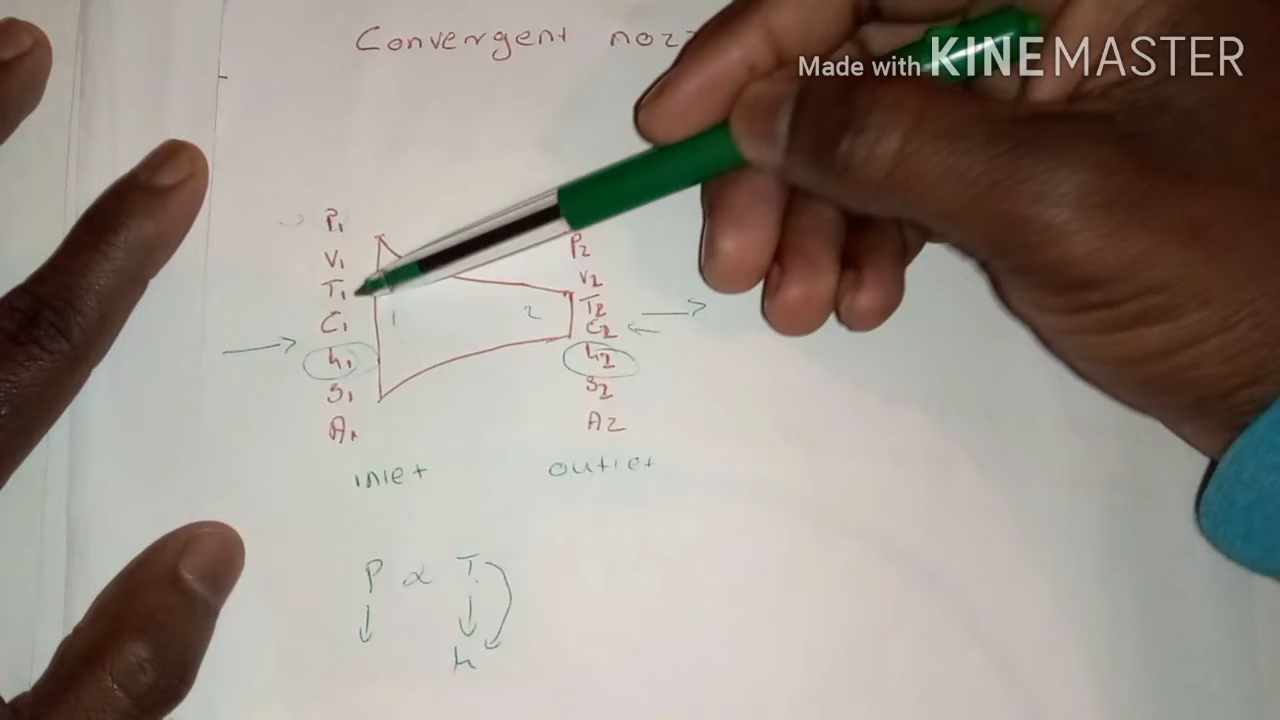 Convergent noz
Made with KINEMASTER
P₁
V₁
T₁
C₁
h₁
S₁
A₁
1
2
P₂
V₂
T₂
C₂
h₂
S₂
A₂
inlet
outlet
P ∝ T
h